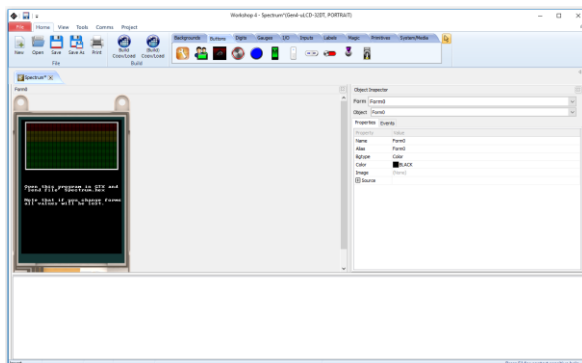 Workshop 4 - Spectrum*(Gen4-uLCD-32DT, PORTRAIT)
File Home View Tools Comms Project
New Open Save Save As Print
(Build) Copy/Load (Build) Copy/Load
File Build
Backgrounds Buttons Digits Gauges I/O Inputs Labels Magic Primitives System/Media
Spectrum*
Form0
Object Inspector
Form Form0
Object Form0
Properties Events
Property Value
Name Form0
Alias Form0
Bgtype Color
Color BLACK
Image (Form)
Source
Open this program in GTX and
"Send File" Spectrum.hex
Note that if you change Forms
all values will be lost.